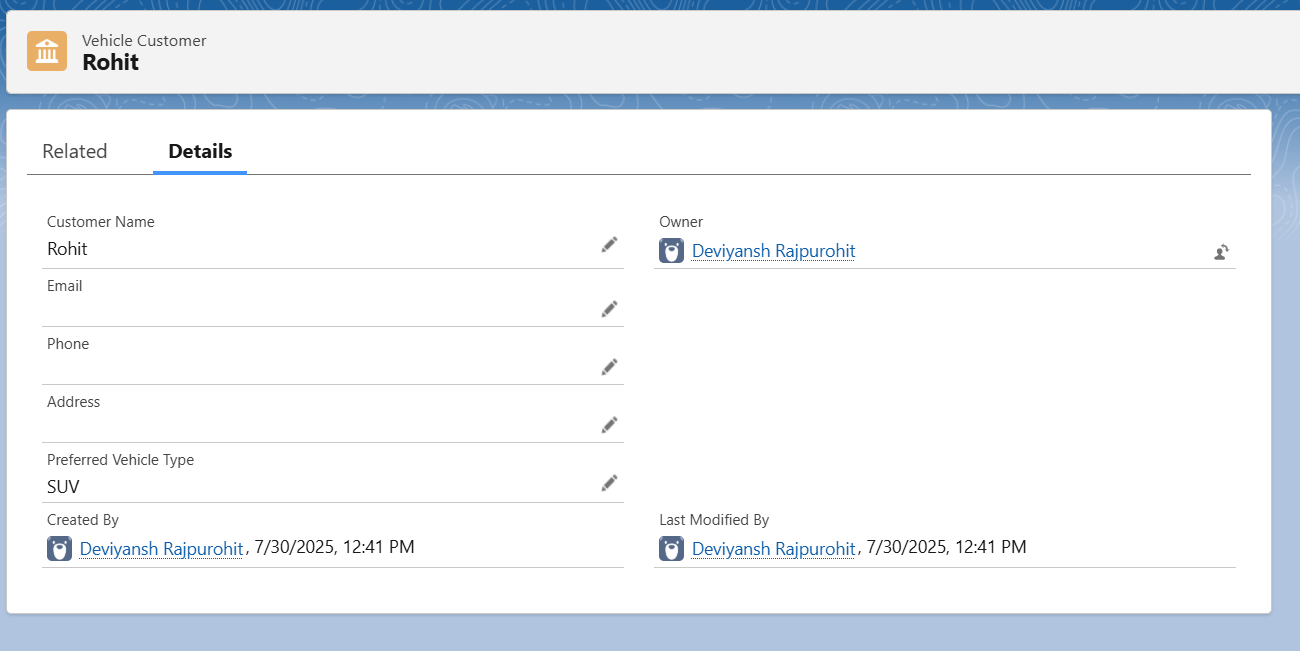 Vehicle Customer
Rohit
Related Details
Customer Name
Rohit
Owner
Deviyansh Rajpurohit
Email
Phone
Address
Preferred Vehicle Type
SUV
Created By
Deviyansh Rajpurohit, 7/30/2025, 12:41 PM
Last Modified By
Deviyansh Rajpurohit, 7/30/2025, 12:41 PM